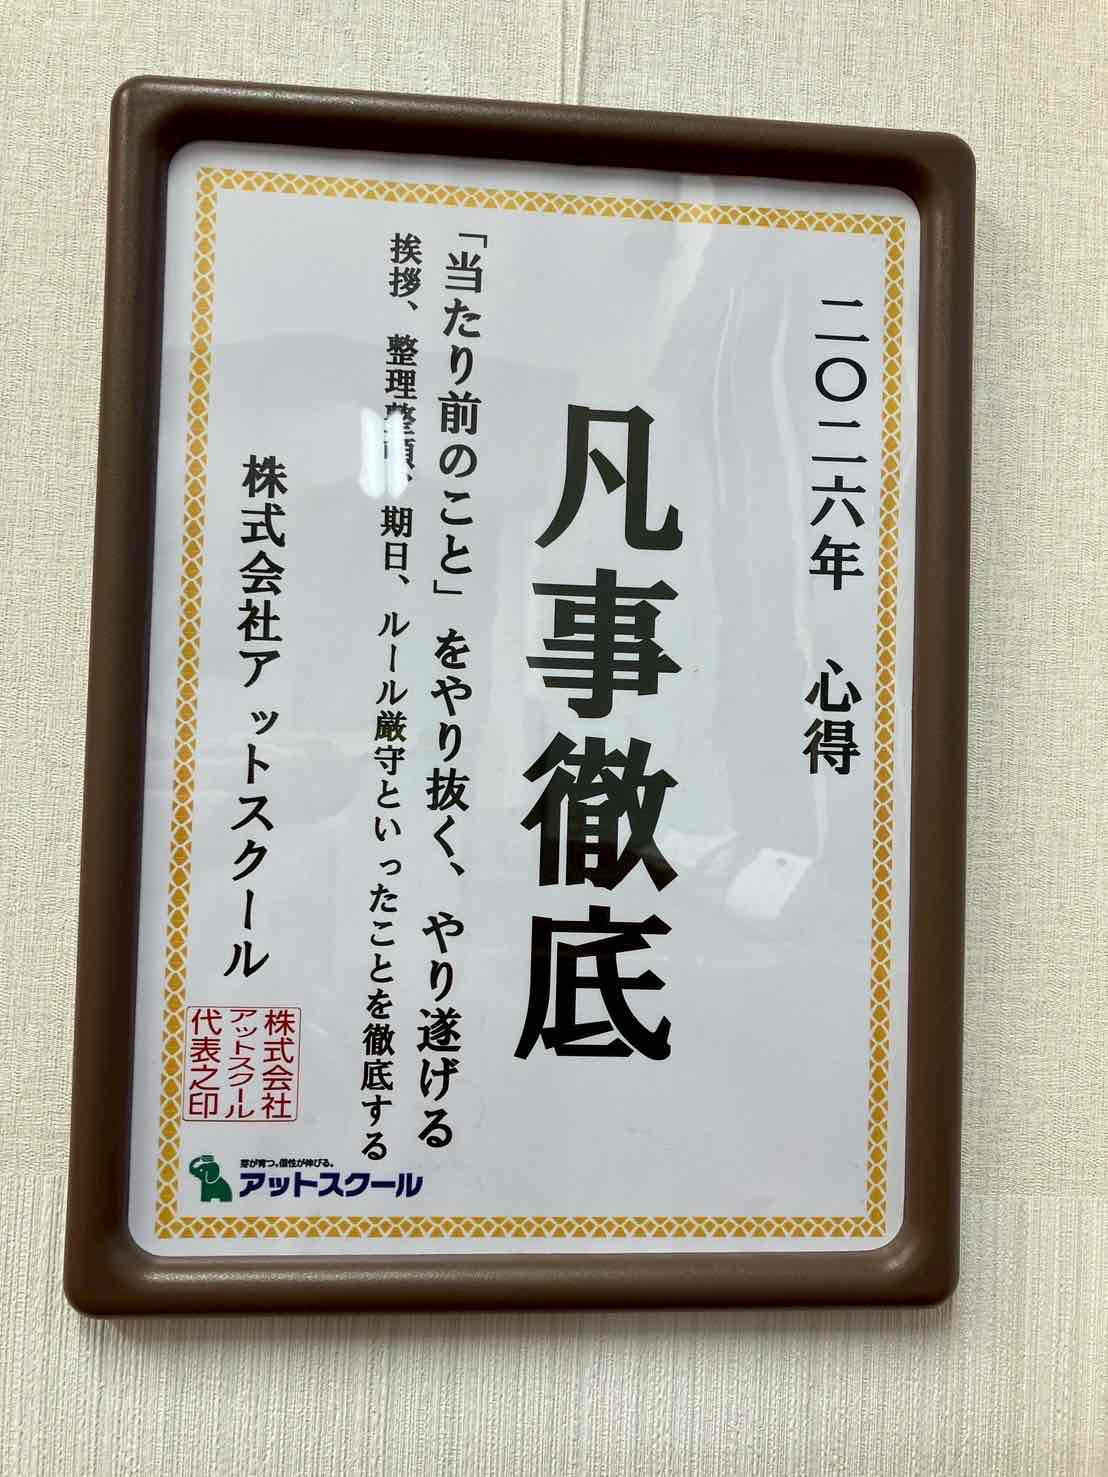 二〇二六年 心得
凡事徹底
「当たり前のこと」をやり抜く、やり遂げる
挨拶、整理整頓、期日、ルール厳守といったことを徹底する
株式会社アットスクール
株式会社
アットスクール
代表之印
芽が育つ。個性が伸びる。
アットスクール